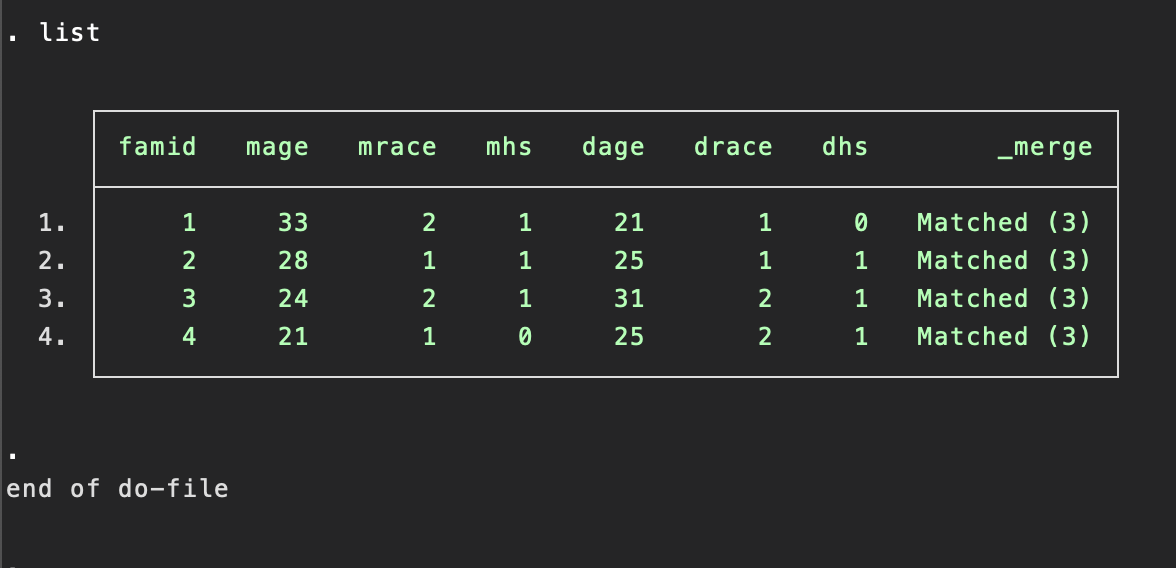 . list
famid mage mrace mhs dage drace dhs _merge
1. 1 33 2 1 21 1 0 Matched (3)
2. 2 28 1 1 25 1 1 Matched (3)
3. 3 24 2 1 31 2 1 Matched (3)
4. 4 21 1 0 25 2 1 Matched (3)
.
end of do-file